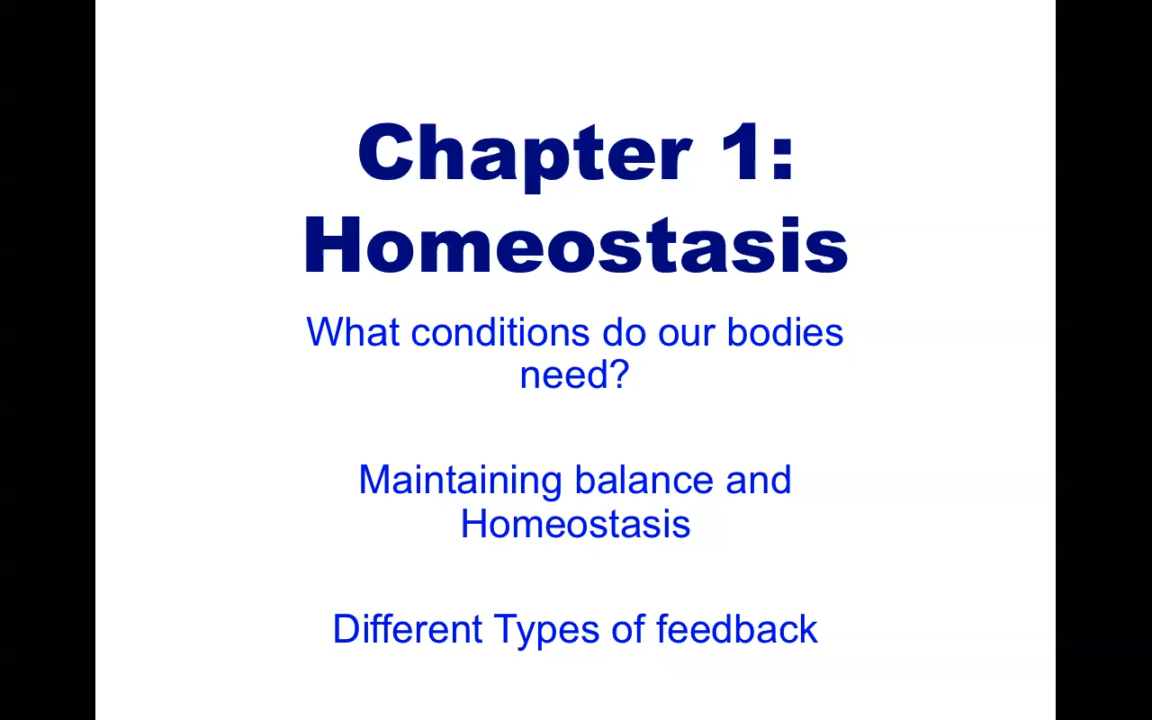 Chapter 1:
Homeostasis
What conditions do our bodies
need?
Maintaining balance and
Homeostasis
Different Types of feedback